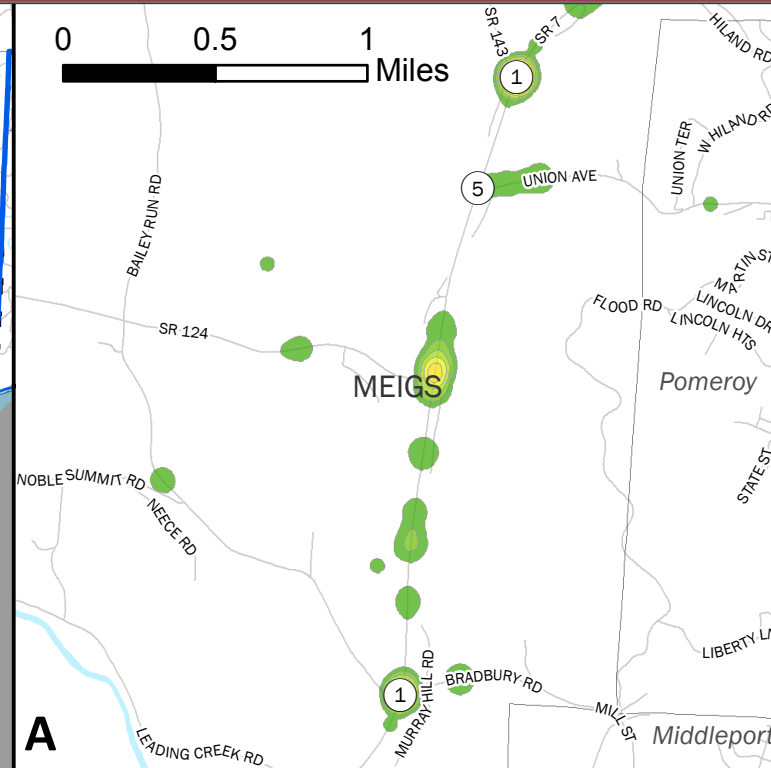 0 0.5 1
Miles
SR 143
SR 7
HILAND RD
1
W HILAND RD
UNION TER
5
UNION AVE
BAILEY RUN RD
MARTIN ST
FLOOD RD
LINCOLN DR
LINCOLN HTS
SR 124
MEIGS
Pomeroy
STATE ST
NOBLE SUMMIT RD
NEECE RD
LIBERTY LN
MURRAY HILL RD
BRADBURY RD
1
MILL ST
A
LEADING CREEK RD
Middleport